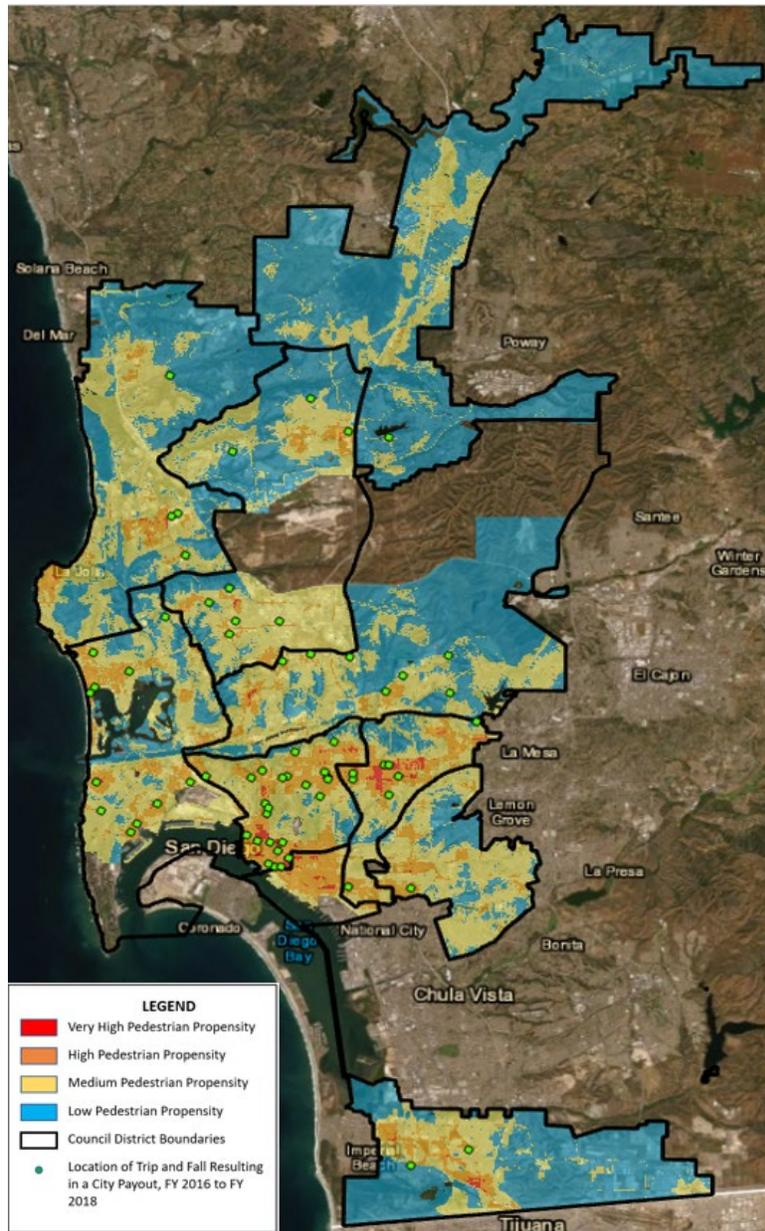 Solana Beach
Del Mar
Poway
Santee
Winter
Gardens
La Jolla
El Cajon
La Mesa
Lemon
Grove
San Diego
La Presa
Coronado
San
Diego
Bay
National City
Bonita
Chula Vista
LEGEND
Very High Pedestrian Propensity
High Pedestrian Propensity
Medium Pedestrian Propensity
Low Pedestrian Propensity
Council District Boundaries
Location of Trip and Fall Resulting
in a City Payout, FY 2016 to FY
2018
Imperial
Beach
Tijuana